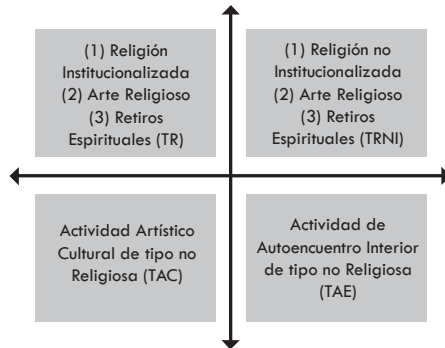 (1) Religión
Institucionalizada
(2) Arte Religioso
(3) Retiros
Espirituales (TR)
(1) Religión no
Institucionalizada
(2) Arte Religioso
(3) Retiros
Espirituales (TRNI)
Actividad Artístico
Cultural de tipo no
Religiosa (TAC)
Actividad de
Autoencuentro Interior
de tipo no Religiosa
(TAE)